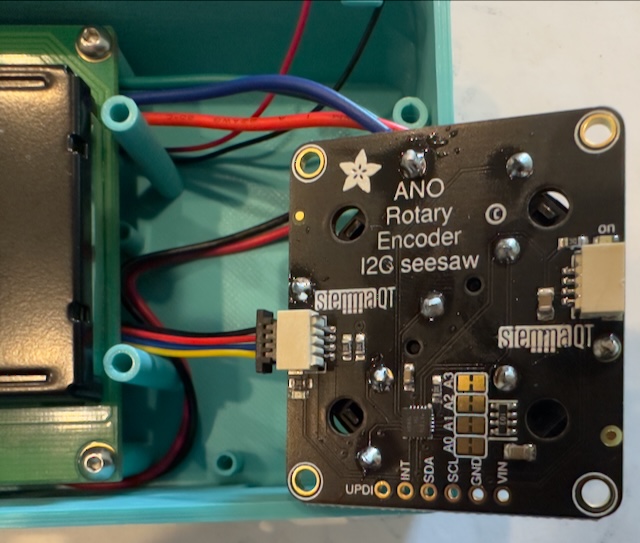 ANO
Rotary
Encoder
I2C seesaw
©
on
stemma QT
stemma QT
A0 A1 A2 A3
UPDI INT SDA SCL GND VIN